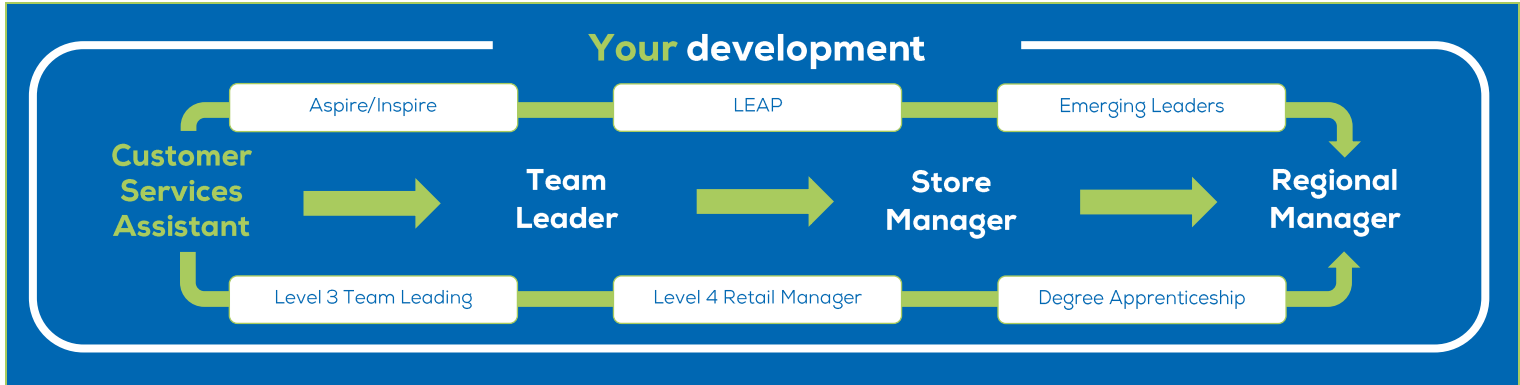 Your development
Aspire/Inspire
LEAP
Emerging Leaders
Customer
Services
Assistant
Team
Leader
Store
Manager
Regional
Manager
Level 3 Team Leading
Level 4 Retail Manager
Degree Apprenticeship